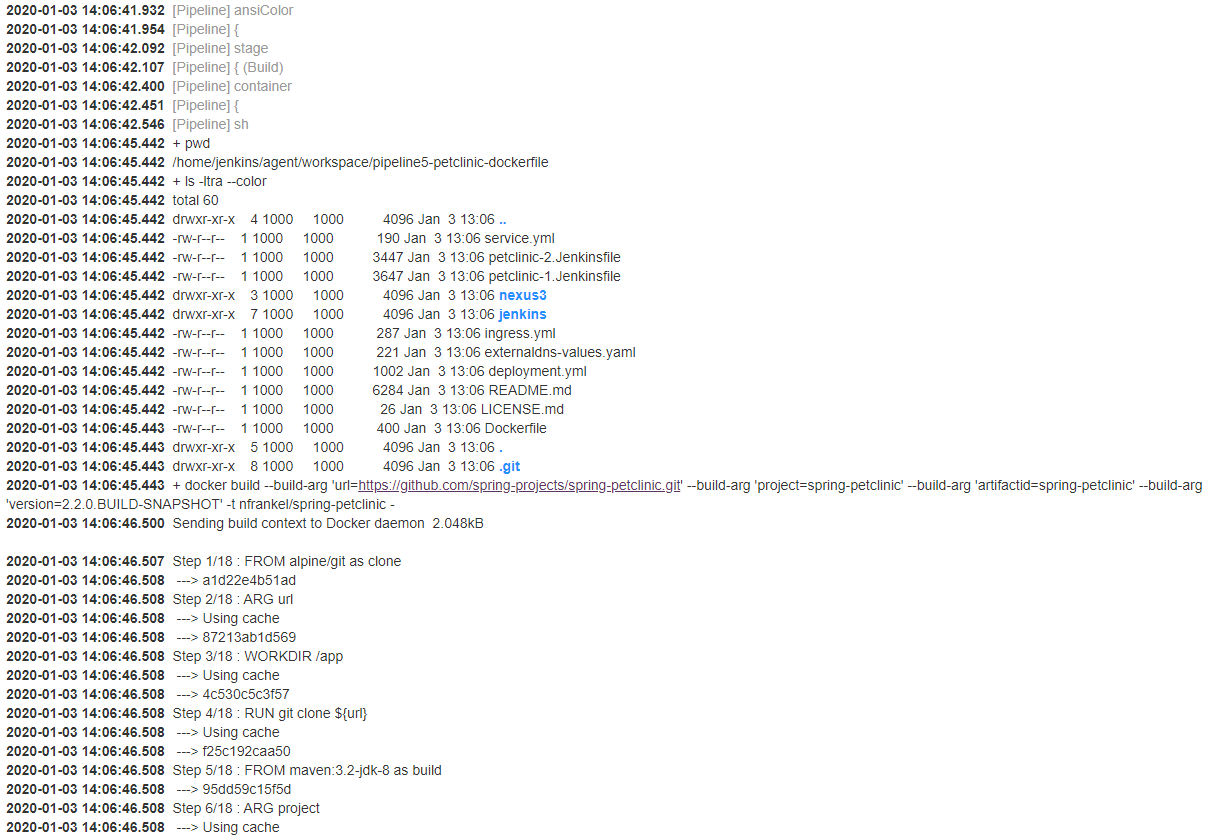 2020-01-03 14:06:41.932 [Pipeline] ansiColor
2020-01-03 14:06:41.954 [Pipeline] {
2020-01-03 14:06:42.092 [Pipeline] stage
2020-01-03 14:06:42.107 [Pipeline] { (Build)
2020-01-03 14:06:42.400 [Pipeline] container
2020-01-03 14:06:42.451 [Pipeline] {
2020-01-03 14:06:42.546 [Pipeline] sh
2020-01-03 14:06:45.442 + pwd
2020-01-03 14:06:45.442 /home/jenkins/agent/workspace/pipeline5-petclinic-dockerfile
2020-01-03 14:06:45.442 + ls -ltra --color
2020-01-03 14:06:45.442 total 60
2020-01-03 14:06:45.442 drwxr-xr-x 4 1000 1000 4096 Jan 3 13:06 ..
2020-01-03 14:06:45.442 -rw-r--r-- 1 1000 1000 190 Jan 3 13:06 service.yml
2020-01-03 14:06:45.442 -rw-r--r-- 1 1000 1000 3447 Jan 3 13:06 petclinic-2.Jenkinsfile
2020-01-03 14:06:45.442 -rw-r--r-- 1 1000 1000 3647 Jan 3 13:06 petclinic-1.Jenkinsfile
2020-01-03 14:06:45.442 drwxr-xr-x 3 1000 1000 4096 Jan 3 13:06 nexus3
2020-01-03 14:06:45.442 drwxr-xr-x 7 1000 1000 4096 Jan 3 13:06 jenkins
2020-01-03 14:06:45.442 -rw-r--r-- 1 1000 1000 287 Jan 3 13:06 ingress.yml
2020-01-03 14:06:45.442 -rw-r--r-- 1 1000 1000 221 Jan 3 13:06 externaldns-values.yaml
2020-01-03 14:06:45.442 -rw-r--r-- 1 1000 1000 1002 Jan 3 13:06 deployment.yml
2020-01-03 14:06:45.442 -rw-r--r-- 1 1000 1000 6284 Jan 3 13:06 README.md
2020-01-03 14:06:45.442 -rw-r--r-- 1 1000 1000 26 Jan 3 13:06 LICENSE.md
2020-01-03 14:06:45.443 -rw-r--r-- 1 1000 1000 400 Jan 3 13:06 Dockerfile
2020-01-03 14:06:45.443 drwxr-xr-x 5 1000 1000 4096 Jan 3 13:06 .
2020-01-03 14:06:45.443 drwxr-xr-x 8 1000 1000 4096 Jan 3 13:06 .git
2020-01-03 14:06:45.443 + docker build --build-arg 'url=https://github.com/spring-projects/spring-petclinic.git' --build-arg 'project=spring-petclinic' --build-arg 'artifactid=spring-petclinic' --build-arg
'version=2.2.0.BUILD-SNAPSHOT' -t nfrankel/spring-petclinic -
2020-01-03 14:06:46.500 Sending build context to Docker daemon 2.048kB
2020-01-03 14:06:46.507 Step 1/18 : FROM alpine/git as clone
2020-01-03 14:06:46.508 ---> a1d22e4b51ad
2020-01-03 14:06:46.508 Step 2/18 : ARG url
2020-01-03 14:06:46.508 ---> Using cache
2020-01-03 14:06:46.508 ---> 87213ab1d569
2020-01-03 14:06:46.508 Step 3/18 : WORKDIR /app
2020-01-03 14:06:46.508 ---> Using cache
2020-01-03 14:06:46.508 ---> 4c530c5c3f57
2020-01-03 14:06:46.508 Step 4/18 : RUN git clone ${url}
2020-01-03 14:06:46.508 ---> Using cache
2020-01-03 14:06:46.508 ---> f25c192caa50
2020-01-03 14:06:46.508 Step 5/18 : FROM maven:3.2-jdk-8 as build
2020-01-03 14:06:46.508 ---> 95dd59c15f5d
2020-01-03 14:06:46.508 Step 6/18 : ARG project
2020-01-03 14:06:46.508 ---> Using cache